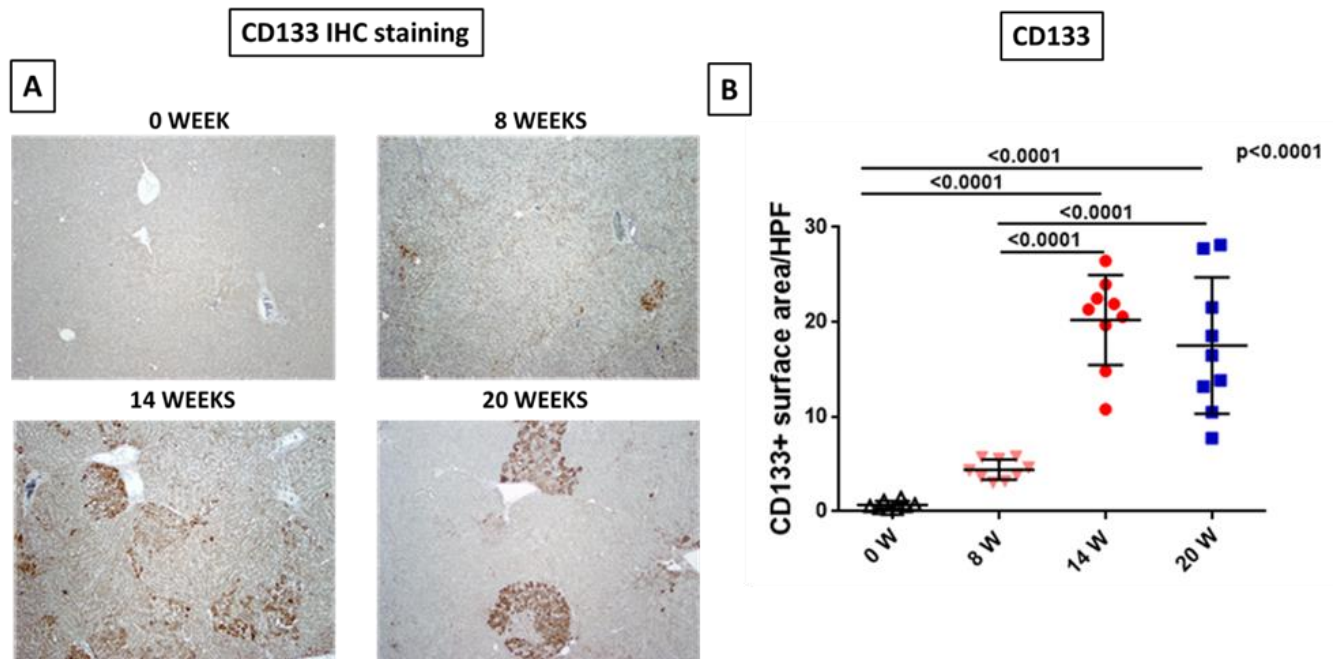 CD133 IHC staining
A
0 WEEK
8 WEEKS
14 WEEKS
20 WEEKS
CD133
B
<0.0001
p<0.0001
<0.0001
<0.0001
<0.0001
CD133+ surface area/HPF
30
20
10
0
0 W
8 W
14 W
20 W